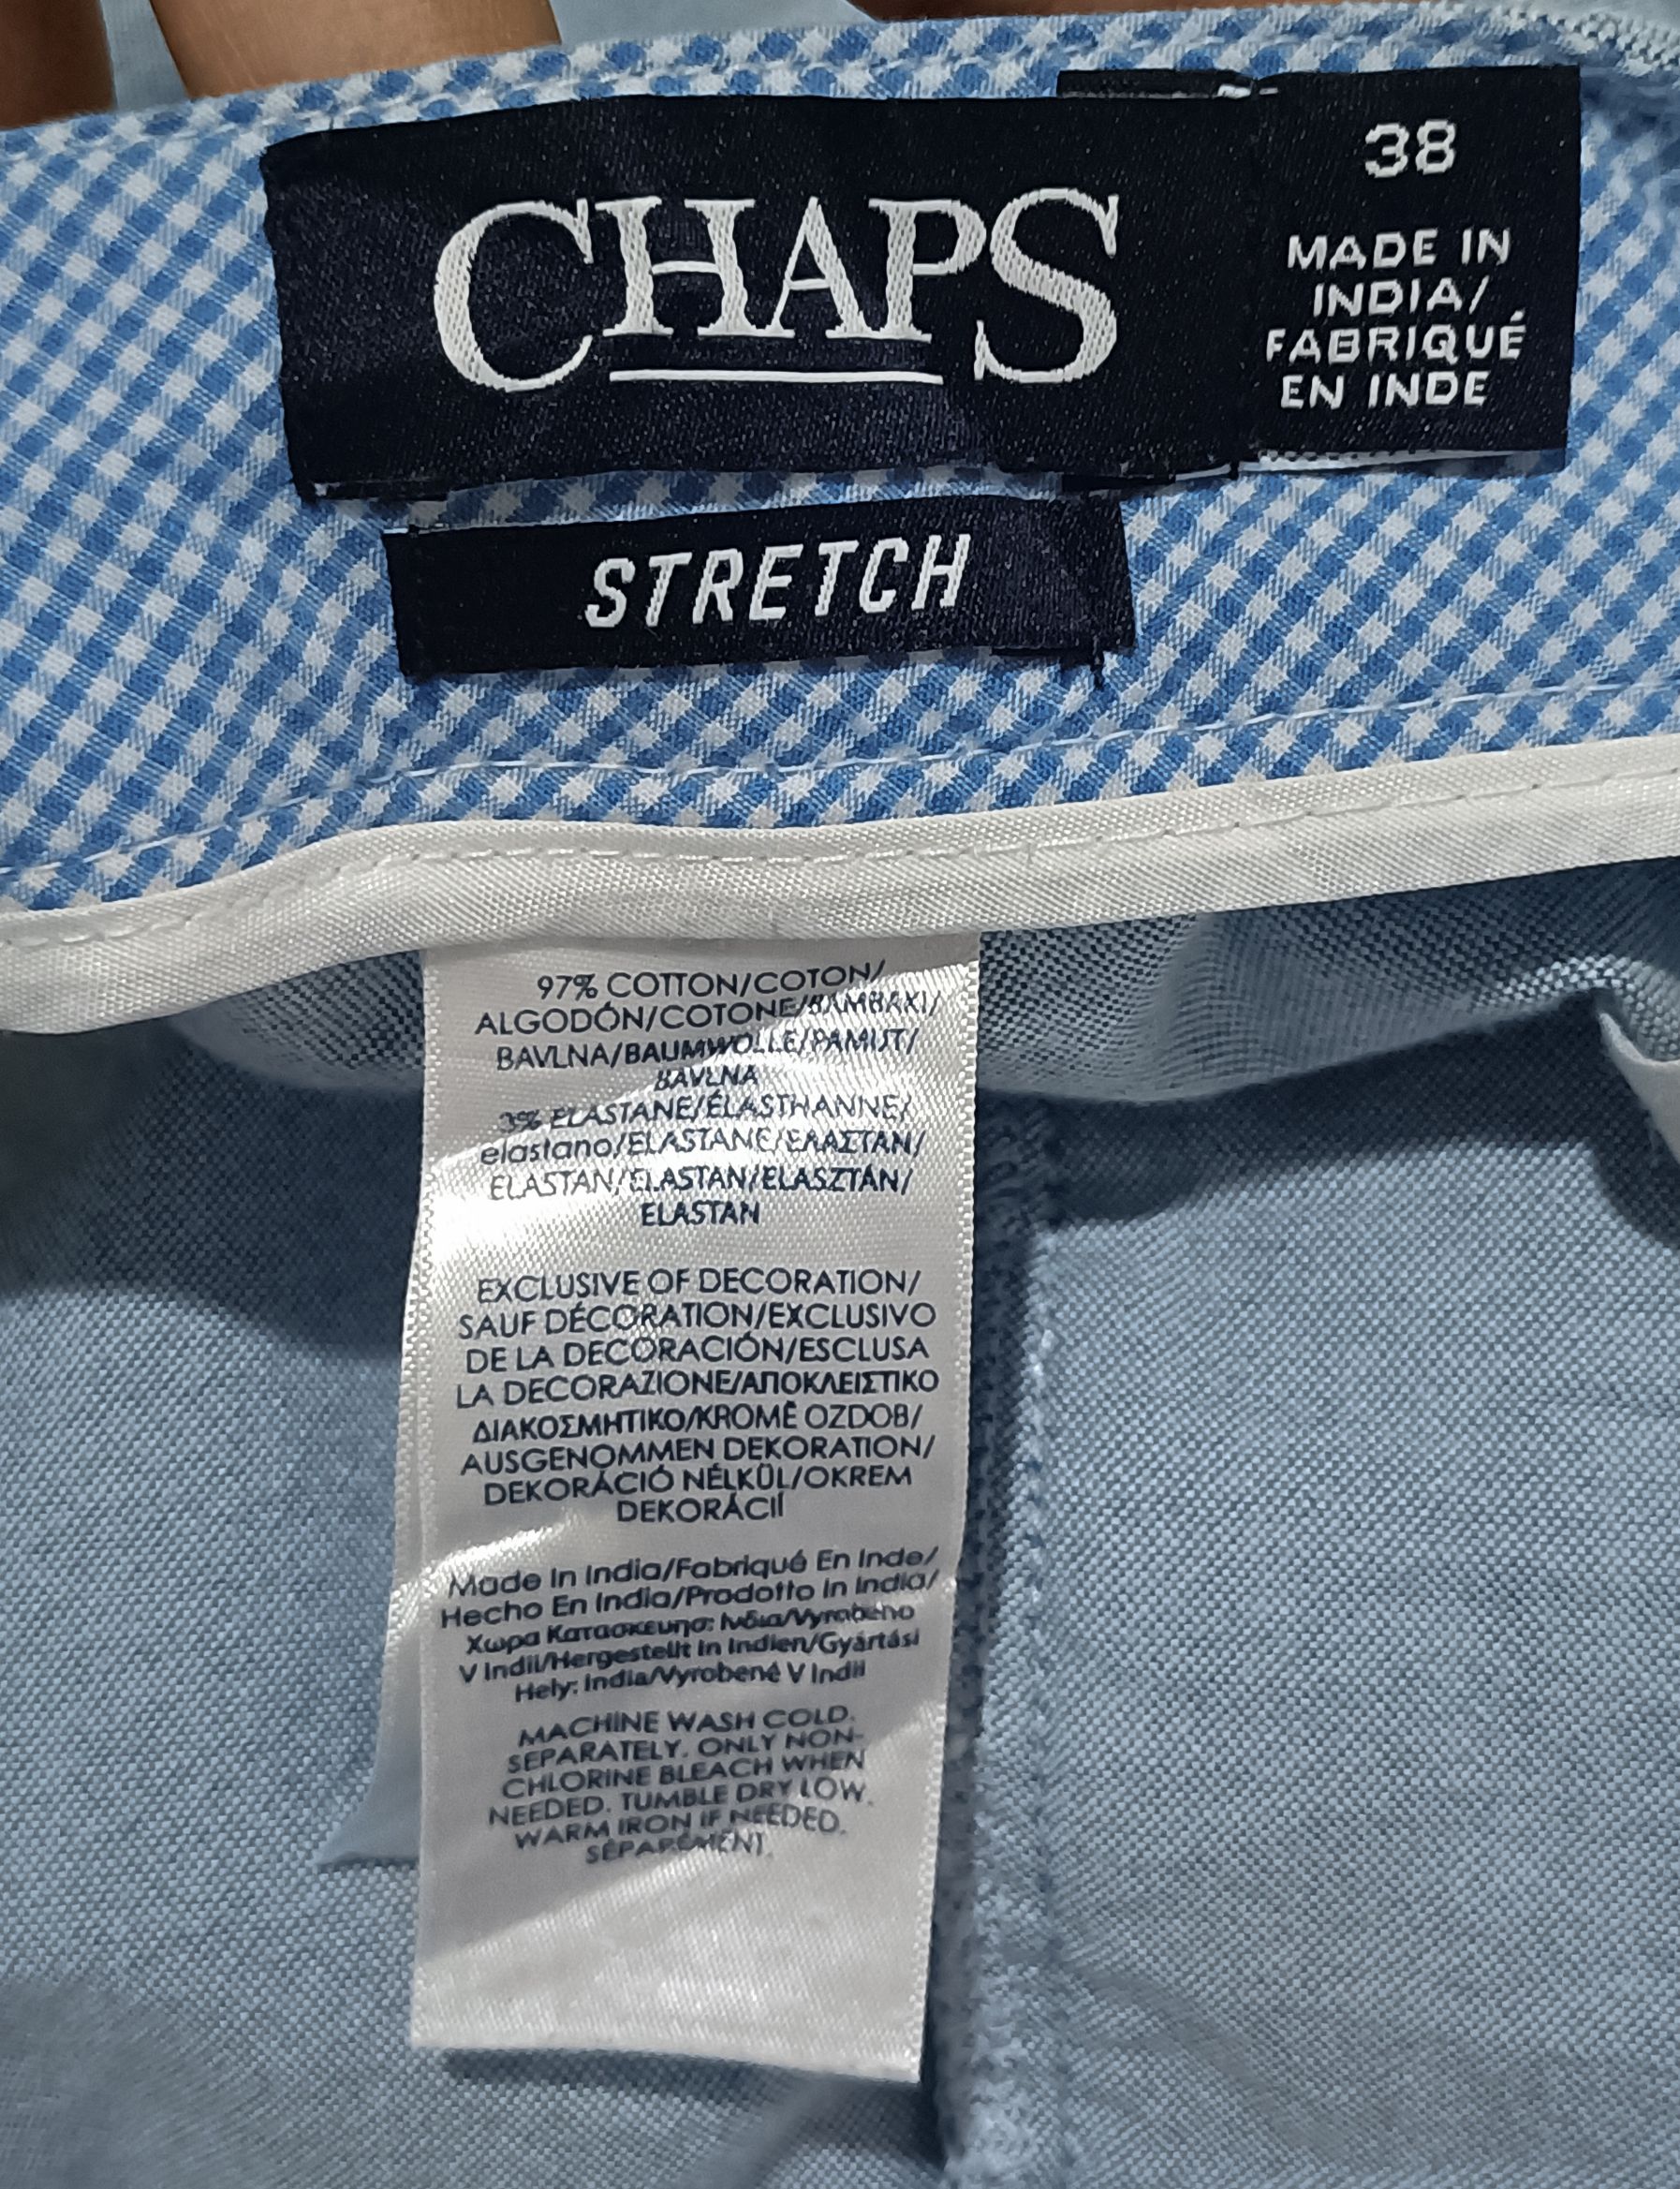 CHAPS
38
MADE IN
INDIA/
FABRIQUÉ
EN INDE
STRETCH
97% COTTON/COTON/
ALGODÓN/COTONE/ΒΑΜΒΑΚΙ/
BAVLNA/BAUMWOLLE/PAMUT/
BAVLNA
3% ELASTANE/ÉLASTHANNE/
elastano/ELASTANE/ΕΛΑΣΤΑΝ/
ELASTAN/ELASTAN/ELASZTÁN/
ELASTAN
EXCLUSIVE OF DECORATION/
SAUF DÉCORATION/EXCLUSIVO
DE LA DECORACIÓN/ESCLUSA
LA DECORAZIONE/ΑΠΟΚΛΕΙΣΤΙΚΟ
ΔΙΑΚΟΣΜΗΤΙΚΟ/KROMĚ OZDOB/
AUSGENOMMEN DEKORATION/
DEKORÁCIÓ NÉLKÜL/OKREM
DEKORÁCIÍ
Made In India/Fabriqué En Inde/
Hecho En India/Prodotto In India/
Χωρα Κατασκευησ: Ινδια/Vyrobeno
V Indii/Hergestellt In Indien/Gyártási
Hely: India/Vyrobené V Indii
MACHINE WASH COLD.
SEPARATELY. ONLY NON-
CHLORINE BLEACH WHEN
NEEDED. TUMBLE DRY LOW.
WARM IRON IF NEEDED.
SÉPARÉMENT.